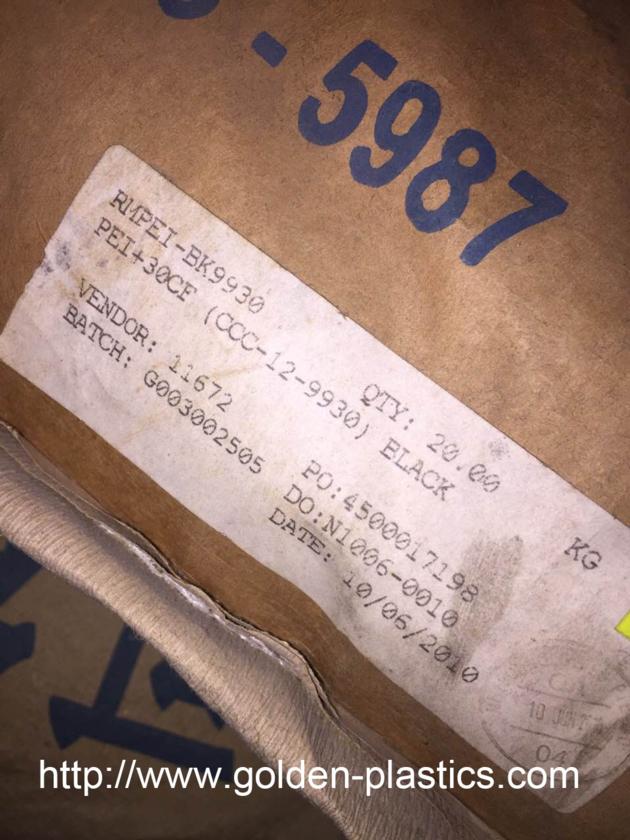 - 5987
RMPEI-BK9930
PEI+30CF (CCC-12-9930) BLACK
QTY: 20.00 KG
VENDOR: 11672
BATCH: G003002505
PO:4500017198
DO:N1006-0010
DATE: 10/06/2010
http://www.golden-plastics.com